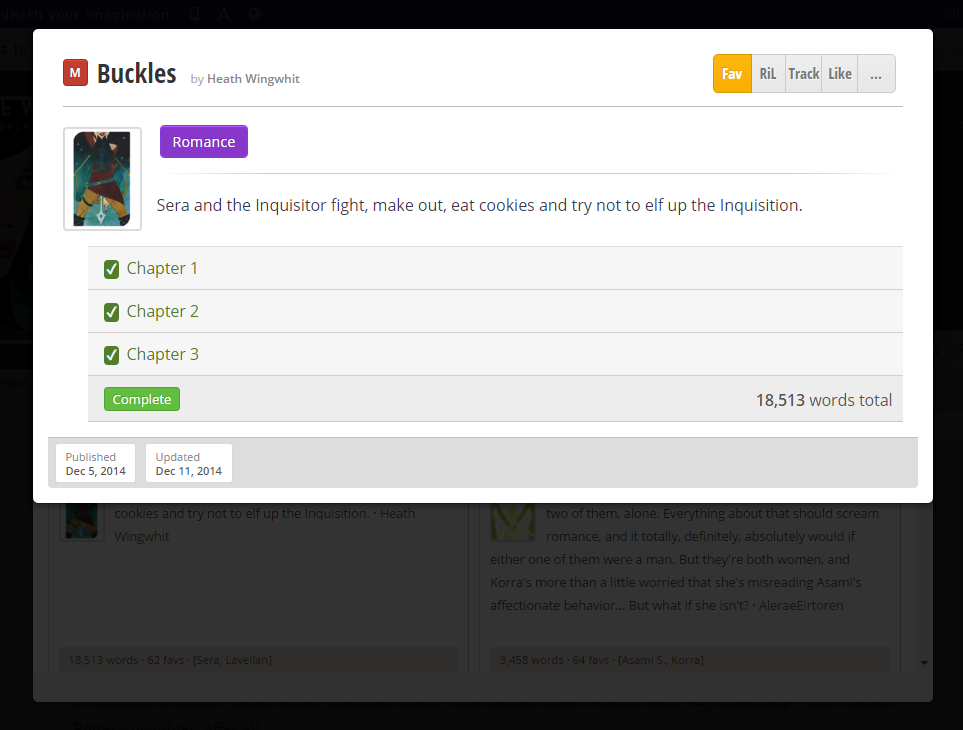 nleash your imagination
M Buckles by Heath Wingwhit Fav RiL Track Like ...
Romance
Sera and the Inquisitor fight, make out, eat cookies and try not to elf up the Inquisition.
Chapter 1
Chapter 2
Chapter 3
Complete 18,513 words total
Published
Dec 5, 2014
Updated
Dec 11, 2014
cookies and try not to elf up the Inquisition. · Heath
Wingwhit
18,513 words · 62 favs · [Sera, Lavellan]
two of them, alone. Everything about that should scream
romance, and it totally, definitely, absolutely would if
either one of them were a man. But they're both women, and
Korra's more than a little worried that she's misreading Asami's
affectionate behavior... But what if she isn't? · AleraeEirtoren
3,458 words · 64 favs · [Asami S., Korra]